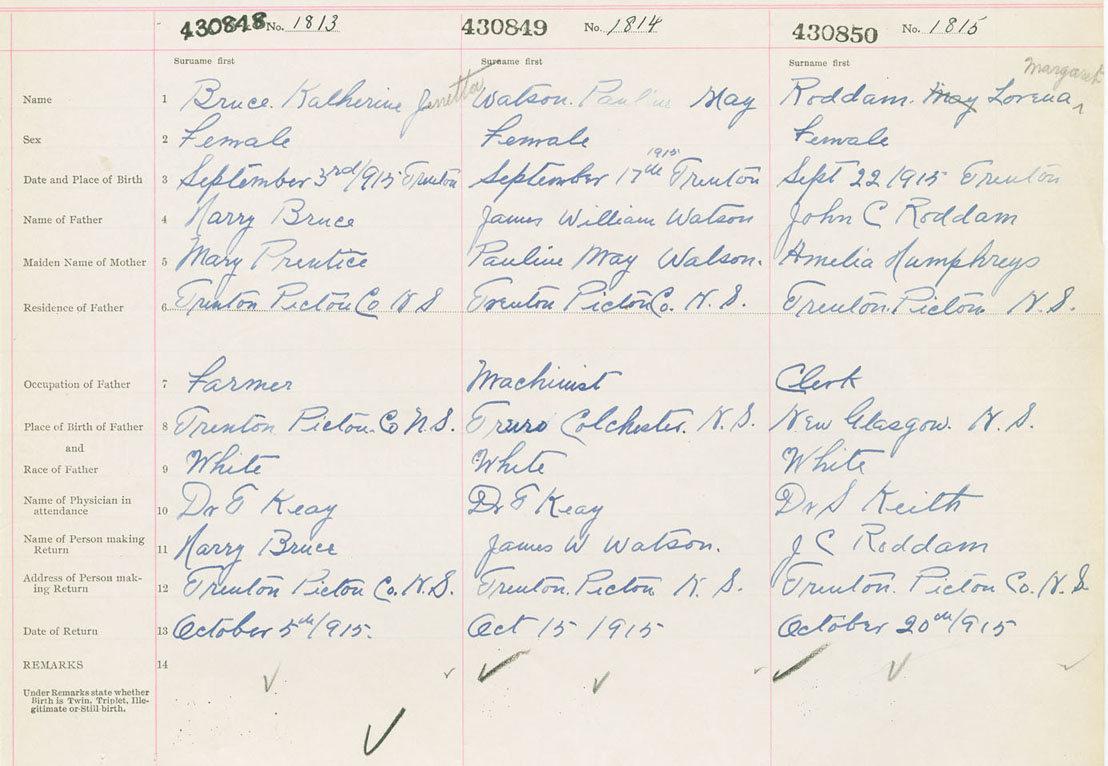 430848 No. 1813 430849 No. 1814 430850 No. 1815
Surname first Surname first Surname first
Margaret
Name 1 Bruce. Katherine Jenetta Watson. Pauline May Roddam. May Lorena
Sex 2 Female Female Female
1915
Date and Place of Birth 3 September 3rd/1915 Trenton September 17th Trenton Sept 22 1915 Trenton
Name of Father 4 Harry Bruce James William Watson John C Roddam
Maiden Name of Mother 5 Mary Prentice Pauline May Watson. Amelia Humphreys
Residence of Father 6 Trenton Pictou Co N S Trenton Pictou Co. N. S. Trenton. Pictou N. S.
Occupation of Father 7 Farmer Machinist Clerk
Place of Birth of Father 8 Trenton Pictou. Co N.S. Truro Colchester. N. S. New Glasgow. N. S.
and
Race of Father 9 White White White
Name of Physician in
attendance 10 Dr F Keay Dr F Keay Dr S Keith
Name of Person making
Return 11 Harry Bruce James W Watson. J C Roddam
Address of Person mak-
ing Return 12 Trenton Pictou Co. N.S. Trenton. Pictou N. S. Trenton. Pictou Co. N. S.
Date of Return 13 October 5th/915. Oct 15 1915 October 20th/915
REMARKS 14
Under Remarks state whether
Birth is Twin, Triplet, Ille-
gitimate or Still birth.